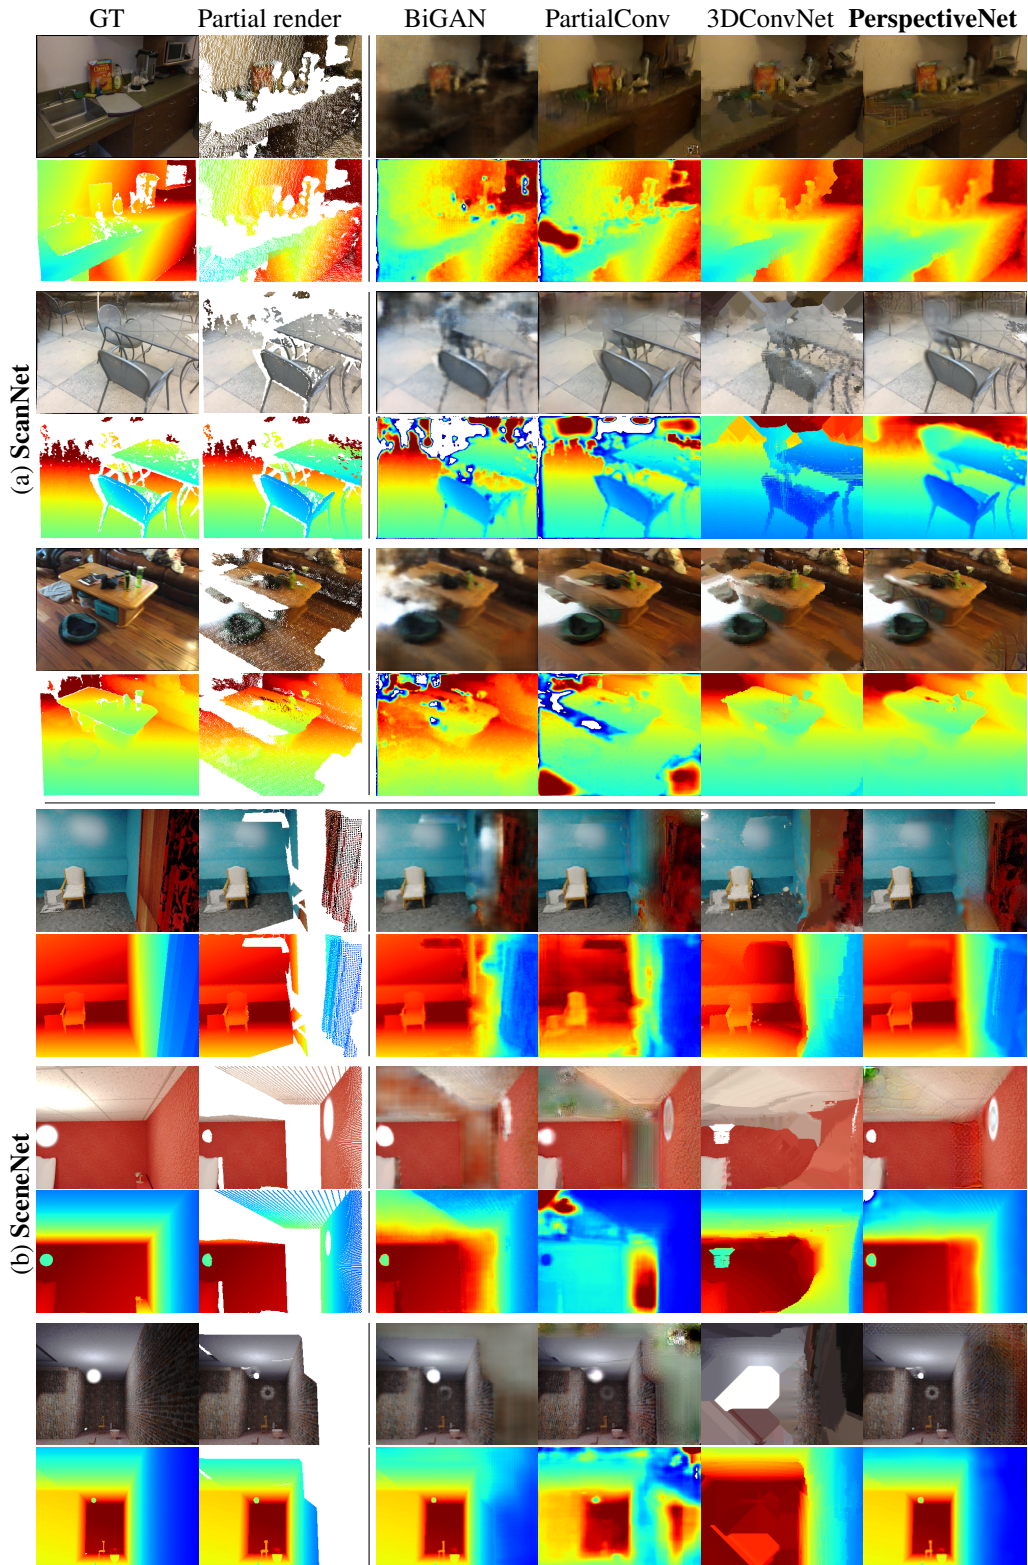 GT Partial render BiGAN PartialConv 3DConvNet PerspectiveNet
(a) ScanNet
(b) SceneNet